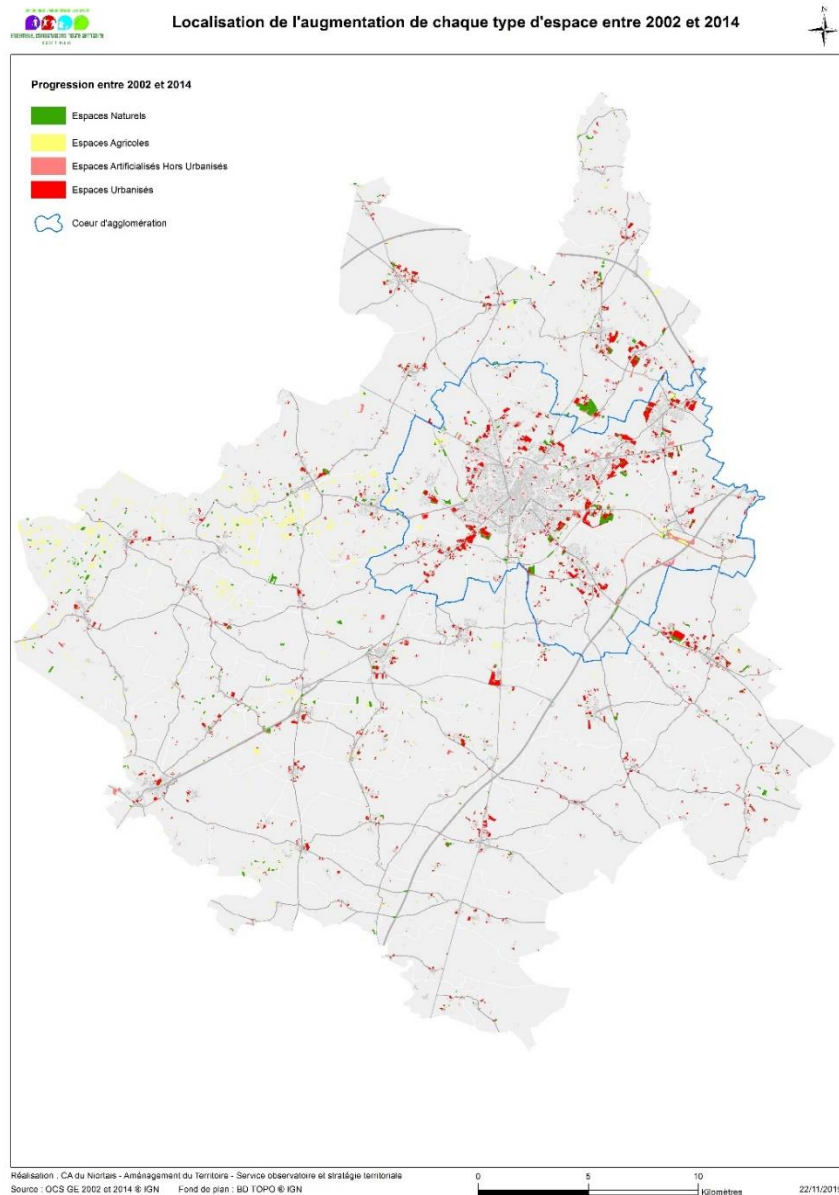 Localisation de l'augmentation de chaque type d'espace entre 2002 et 2014
N
Progression entre 2002 et 2014
Espaces Naturels
Espaces Agricoles
Espaces Artificialisés Hors Urbanisés
Espaces Urbanisés
Coeur d'agglomération
Réalisation : CA du Niortais - Aménagement du Territoire - Service observatoire et stratégie territoriale
Source : OCS GE 2002 et 2014 © IGN Fond de plan : BD TOPO © IGN
0 5 10
Kilomètres
22/11/2019